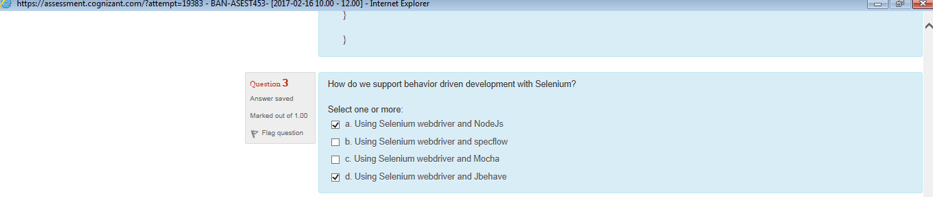 https://assessment.cognizant.com/?attempt=19383 - BAN-ASEST453- [2017-02-16 10.00 - 12.00] - Internet Explorer
}
}
Question 3
Answer saved
Marked out of 1.00
Flag question
How do we support behavior driven development with Selenium?
Select one or more:
a. Using Selenium webdriver and NodeJs
b. Using Selenium webdriver and specflow
c. Using Selenium webdriver and Mocha
d. Using Selenium webdriver and Jbehave